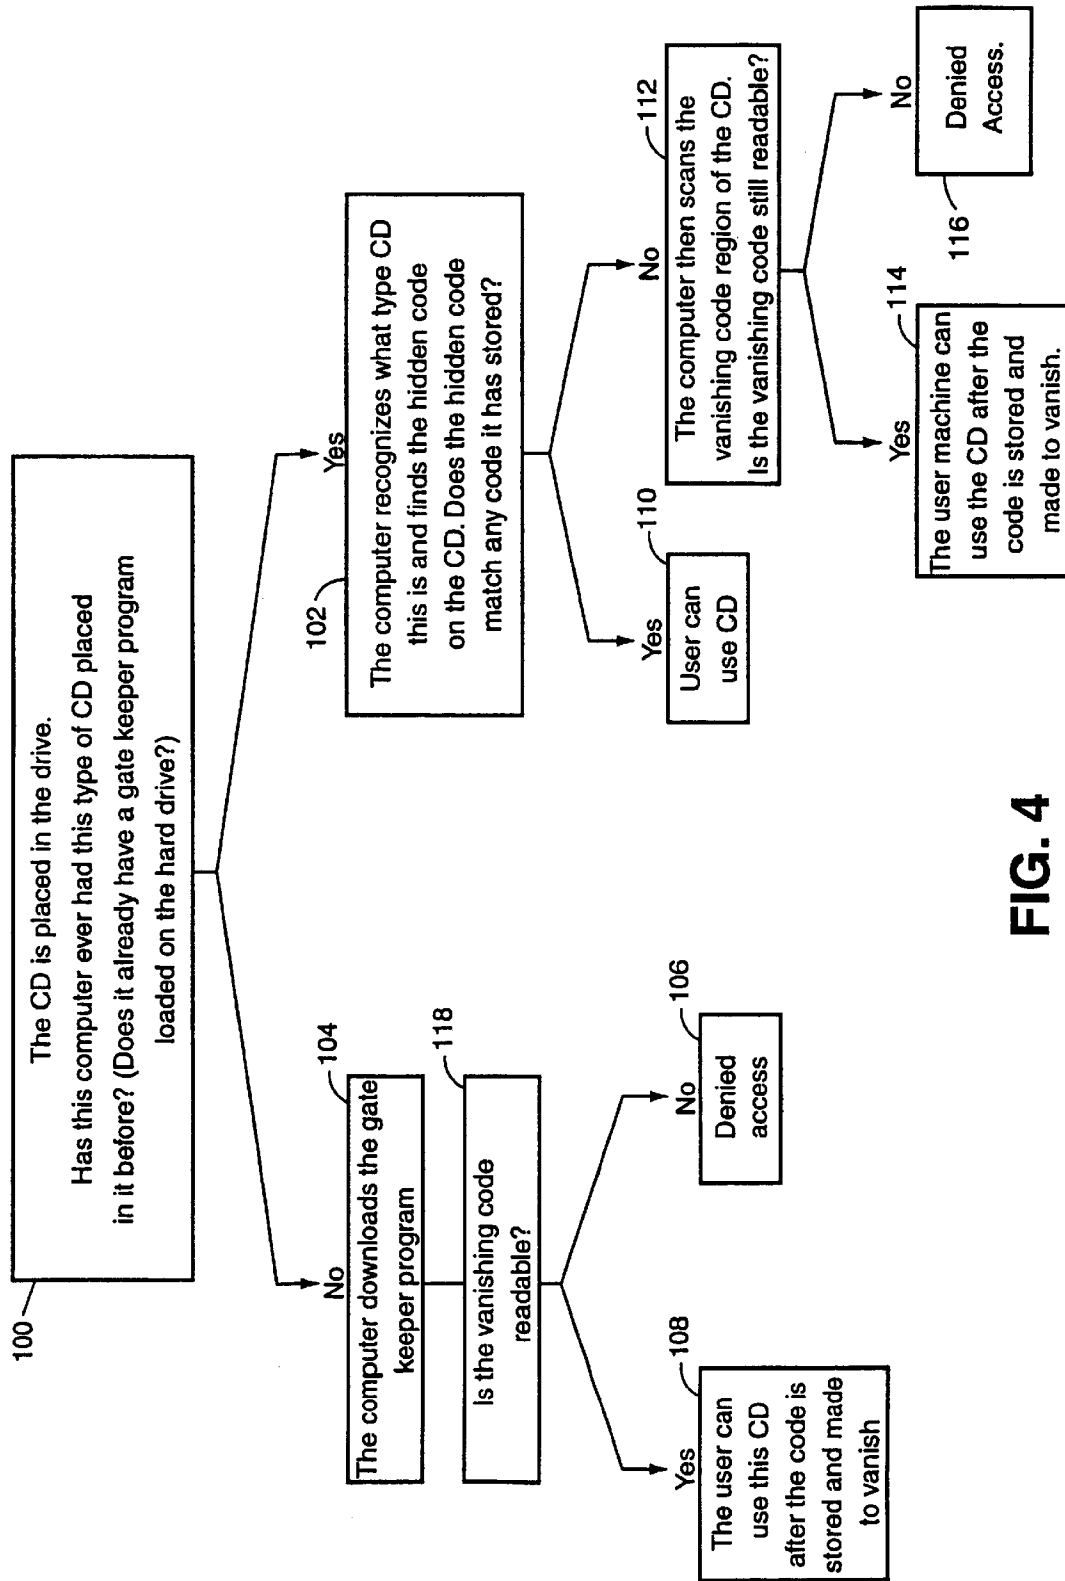 100
The CD is placed in the drive.
Has this computer ever had this type of CD placed
in it before? (Does it already have a gate keeper program
loaded on the hard drive?)
No
Yes
104
The computer downloads the gate
keeper program
118
Is the vanishing code
readable?
Yes
No
108
The user can
use this CD
after the code is
stored and made
to vanish
106
Denied
access
102
The computer recognizes what type CD
this is and finds the hidden code
on the CD. Does the hidden code
match any code it has stored?
Yes
No
110
User can
use CD
112
The computer then scans the
vanishing code region of the CD.
Is the vanishing code still readable?
Yes
No
114
The user machine can
use the CD after the
code is stored and
made to vanish.
116
Denied
Access.
FIG. 4